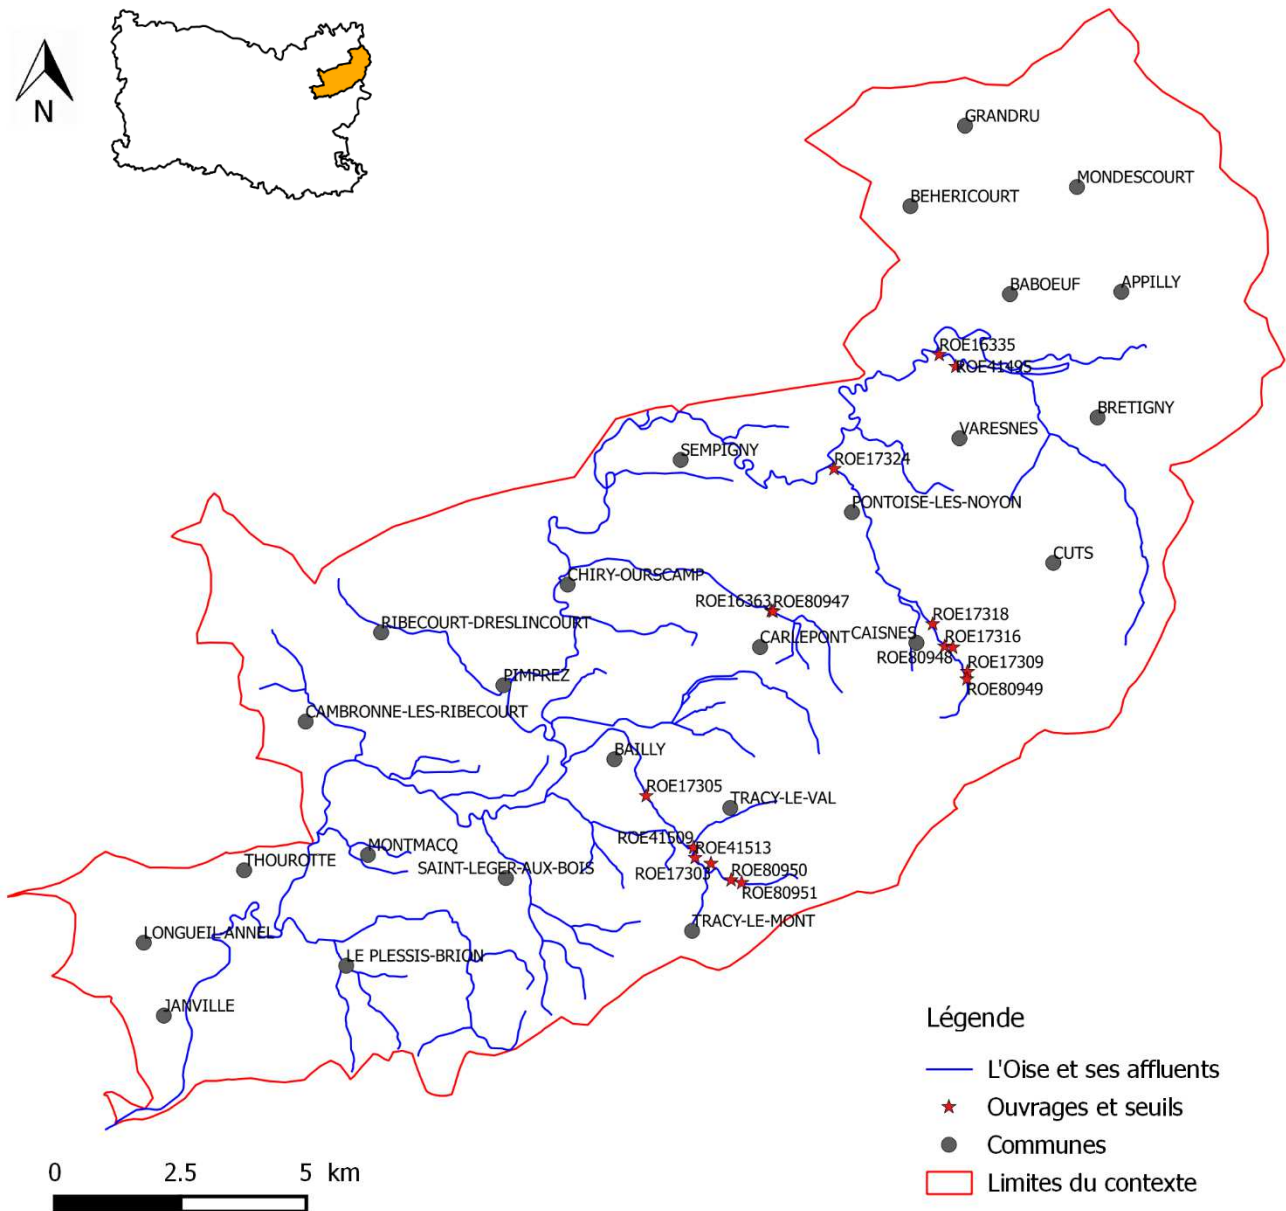 N
GRANDRU
MONDESCOURT
BEHERICOURT
BABOEUF
APPILLY
ROE16335
ROE41495
BRETIGNY
VARESNES
SEMPIGNY
ROE17324
PONTOISE-LES-NOYON
CUTS
CHIRY-OURSCAMP
ROE16363
ROE80947
RIBECOURT-DRESLINCOURT
ROE17318
CARLEPONT
CAISNES
ROE17316
ROE80948
ROE17309
PIMPREZ
ROE80949
CAMBRONNE-LES-RIBECOURT
BAILLY
ROE17305
TRACY-LE-VAL
ROE41509
MONTMACQ
ROE41513
THOUROTTE
SAINT-LEGER-AUX-BOIS
ROE17303
ROE80950
ROE80951
TRACY-LE-MONT
LONGUEIL ANNEL
LE PLESSIS-BRION
JANVILLE
Légende
L'Oise et ses affluents
Ouvrages et seuils
Communes
Limites du contexte
0 2.5 5 km